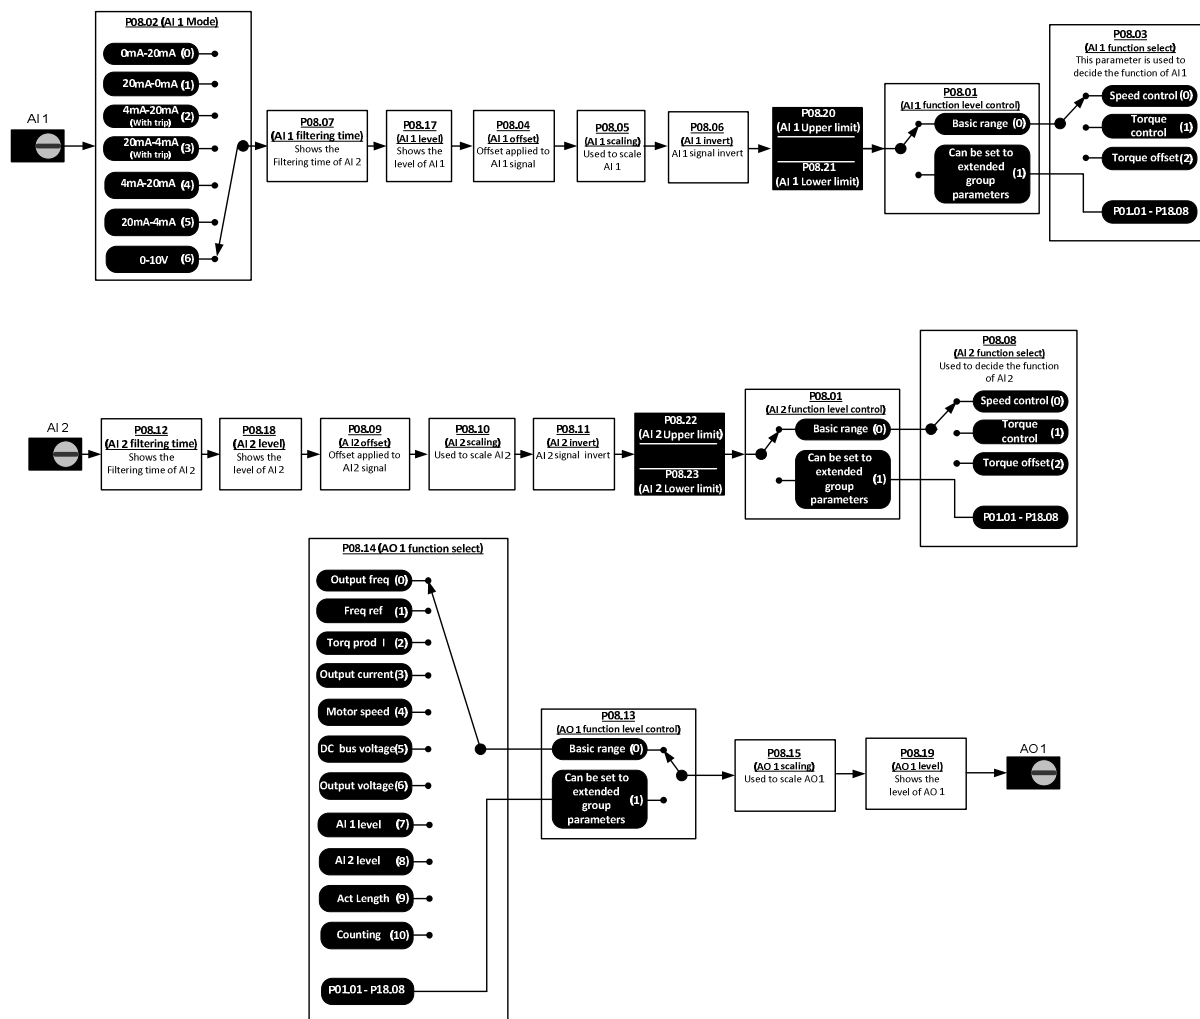 P08.02 (AI 1 Mode)
0mA-20mA (0)
20mA-0mA (1)
4mA-20mA (2)
(With trip)
20mA-4mA (3)
(With trip)
4mA-20mA (4)
20mA-4mA (5)
0-10V (6)
AI 1
P08.07
(AI 1 filtering time)
Shows the
Filtering time of AI 2
P08.17
(AI 1 level)
Shows the
level of AI 1
P08.04
(AI 1 offset)
Offset applied to
AI 1 signal
P08.05
(AI 1 scaling)
Used to scale
AI 1
P08.06
(AI 1 invert)
AI 1 signal invert
P08.20
(AI 1 Upper limit)
P08.21
(AI 1 Lower limit)
P08.01
(AI 1 function level control)
Basic range (0)
Can be set to
extended
group
parameters
(1)
P08.03
(AI 1 function select)
This parameter is used to
decide the function of AI 1
Speed control (0)
Torque
control
(1)
Torque offset (2)
P01.01 - P18.08
AI 2
P08.12
(AI 2 filtering time)
Shows the
Filtering time of AI 2
P08.18
(AI 2 level)
Shows the
level of AI 2
P08.09
(AI2 offset)
Offset applied to
AI2 signal
P08.10
(AI 2 scaling)
Used to scale AI 2
P08.11
(AI 2 invert)
AI 2 signal invert
P08.22
(AI 2 Upper limit)
P08.23
(AI 2 Lower limit)
P08.01
(AI 2 function level control)
Basic range (0)
Can be set to
extended
group
parameters
(1)
P08.08
(AI 2 function select)
Used to decide the function
of AI 2
Speed control (0)
Torque
control
(1)
Torque offset (2)
P01.01 - P18.08
P08.14 (AO 1 function select)
Output freq (0)
Freq ref (1)
Torq prod I (2)
Output current (3)
Motor speed (4)
DC bus voltage (5)
Output voltage (6)
AI 1 level (7)
AI 2 level (8)
Act Length (9)
Counting (10)
P01.01 - P18.08
P08.13
(AO 1 function level control)
Basic range (0)
Can be set to
extended
group
parameters
(1)
P08.15
(AO 1 scaling)
Used to scale AO 1
P08.19
(AO 1 level)
Shows the
level of AO 1
AO 1